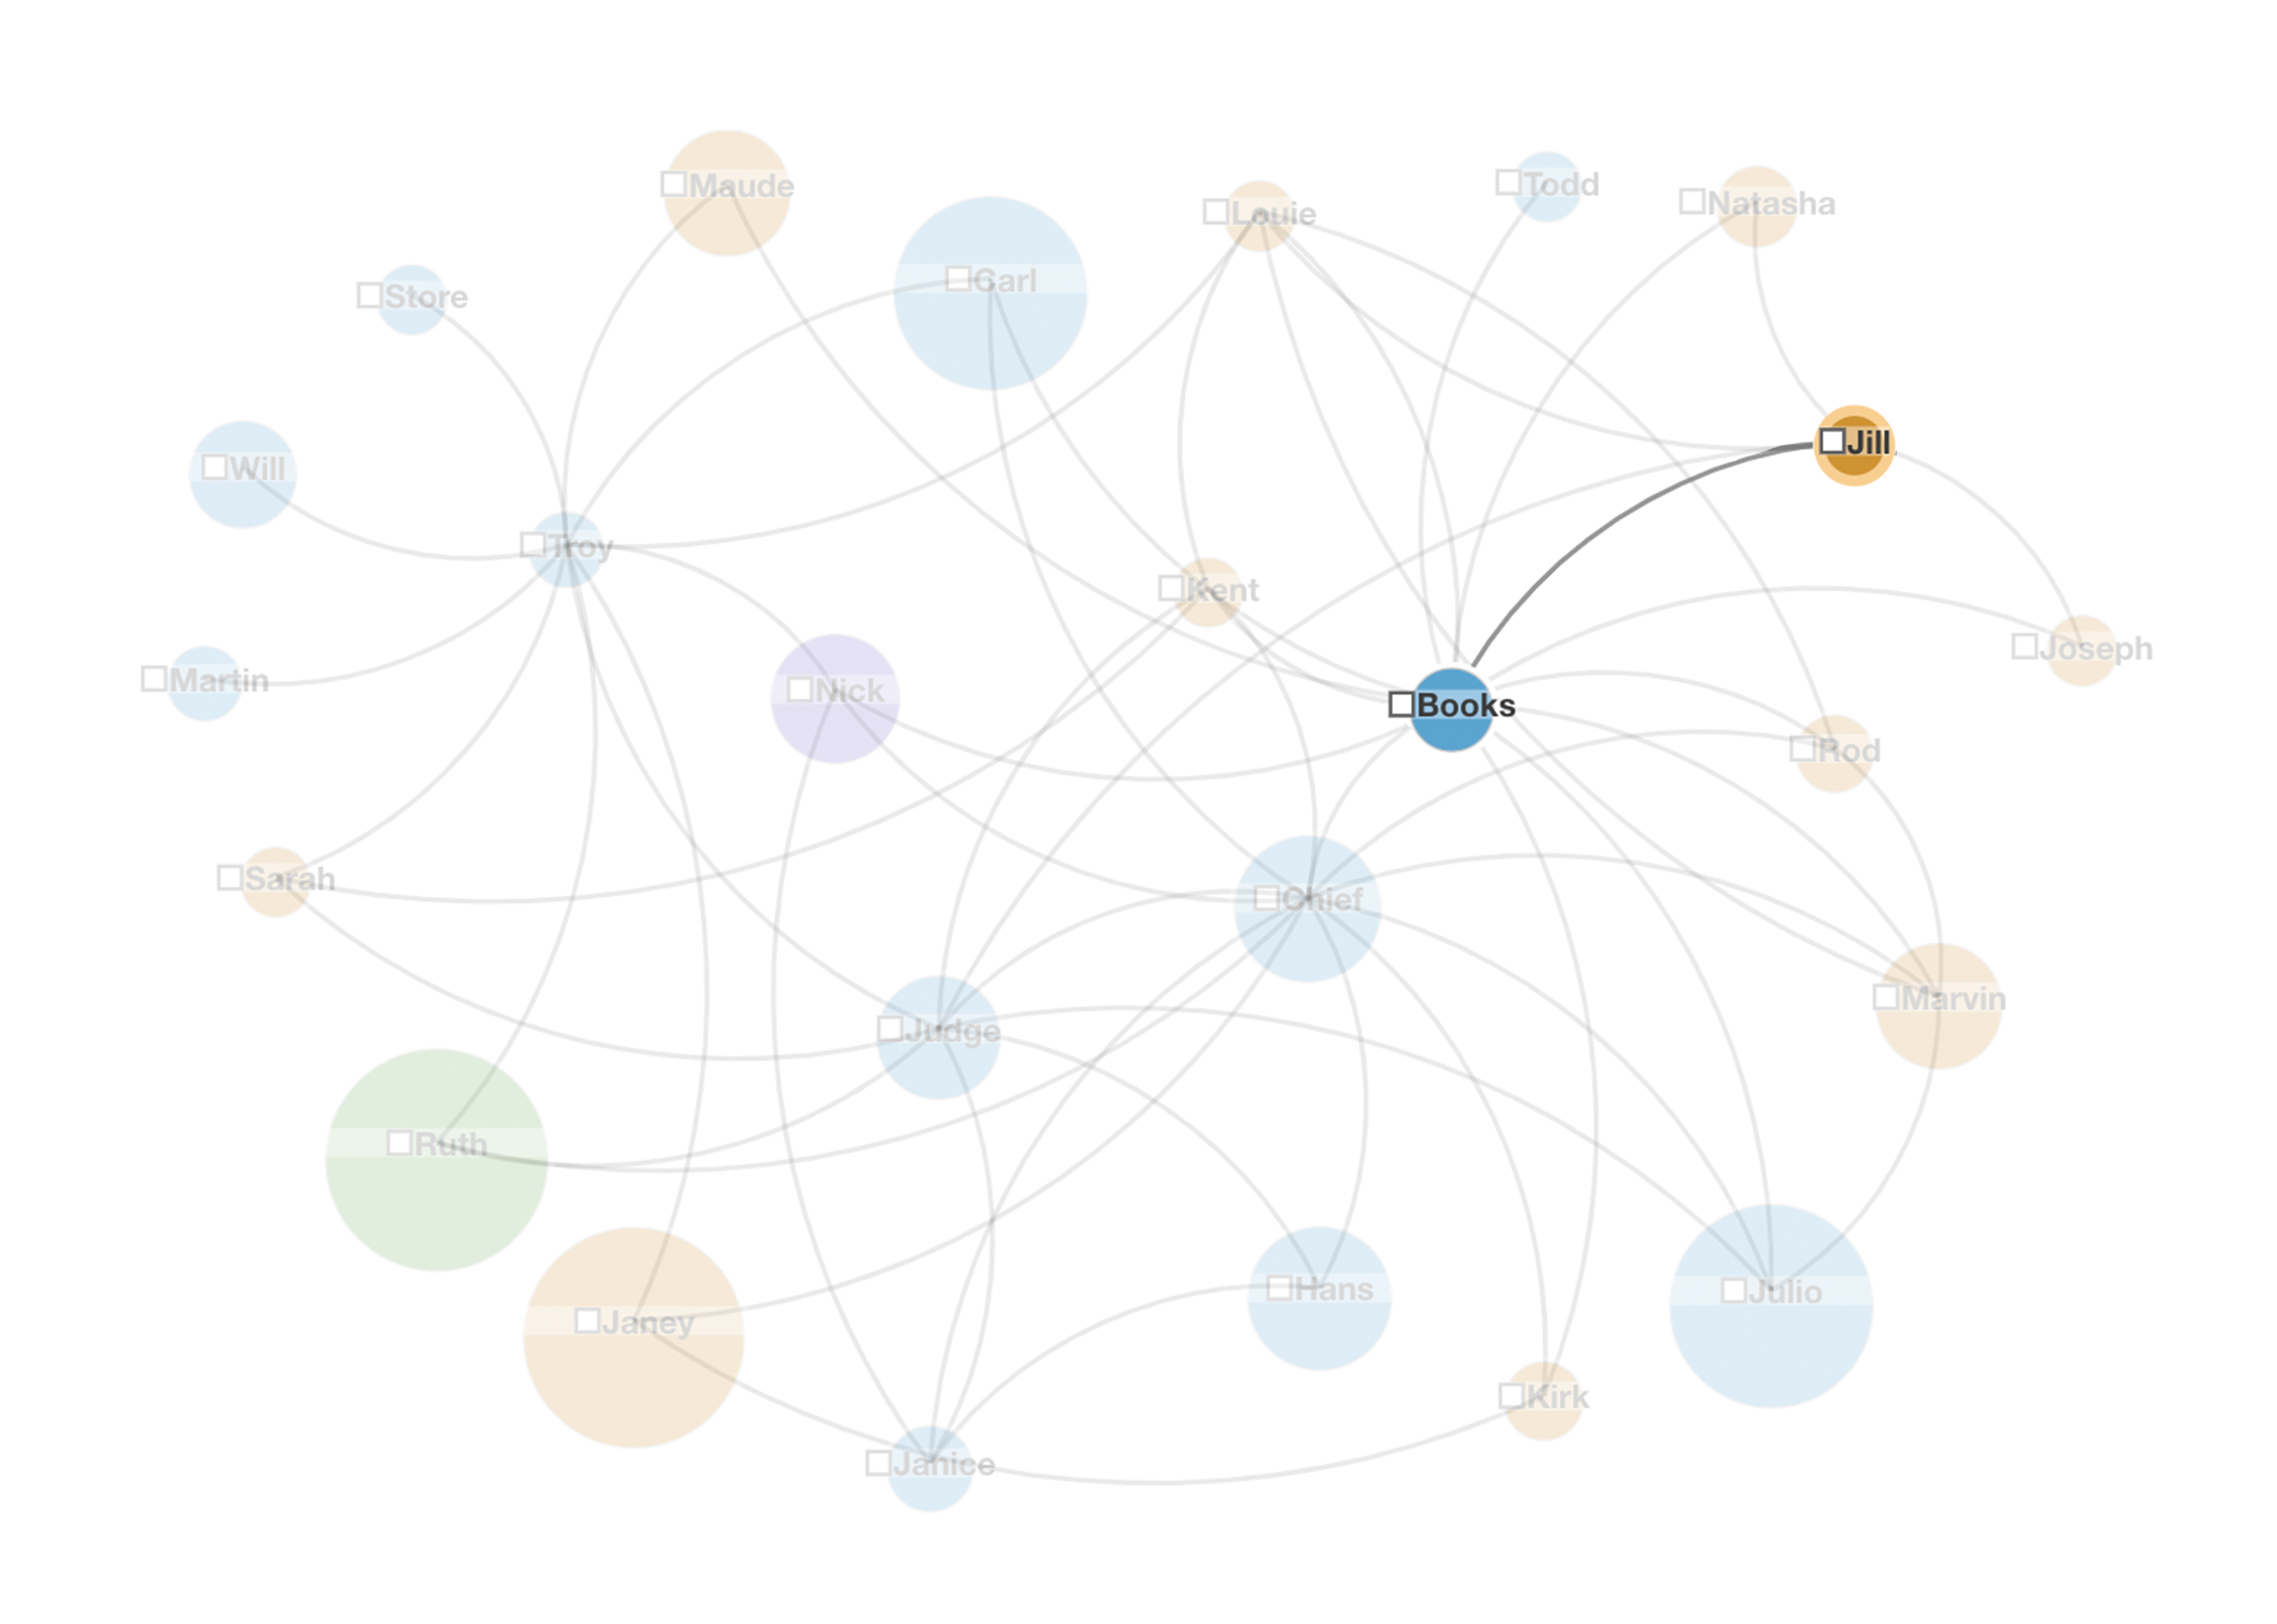 Maude
Todd
Natasha
Louie
Carl
Store
Jill
Will
Troy
Kent
Joseph
Martin
Nick
Books
Rod
Sarah
Chief
Marvin
Judge
Ruth
Hans
Julio
Janey
Kirk
Janice